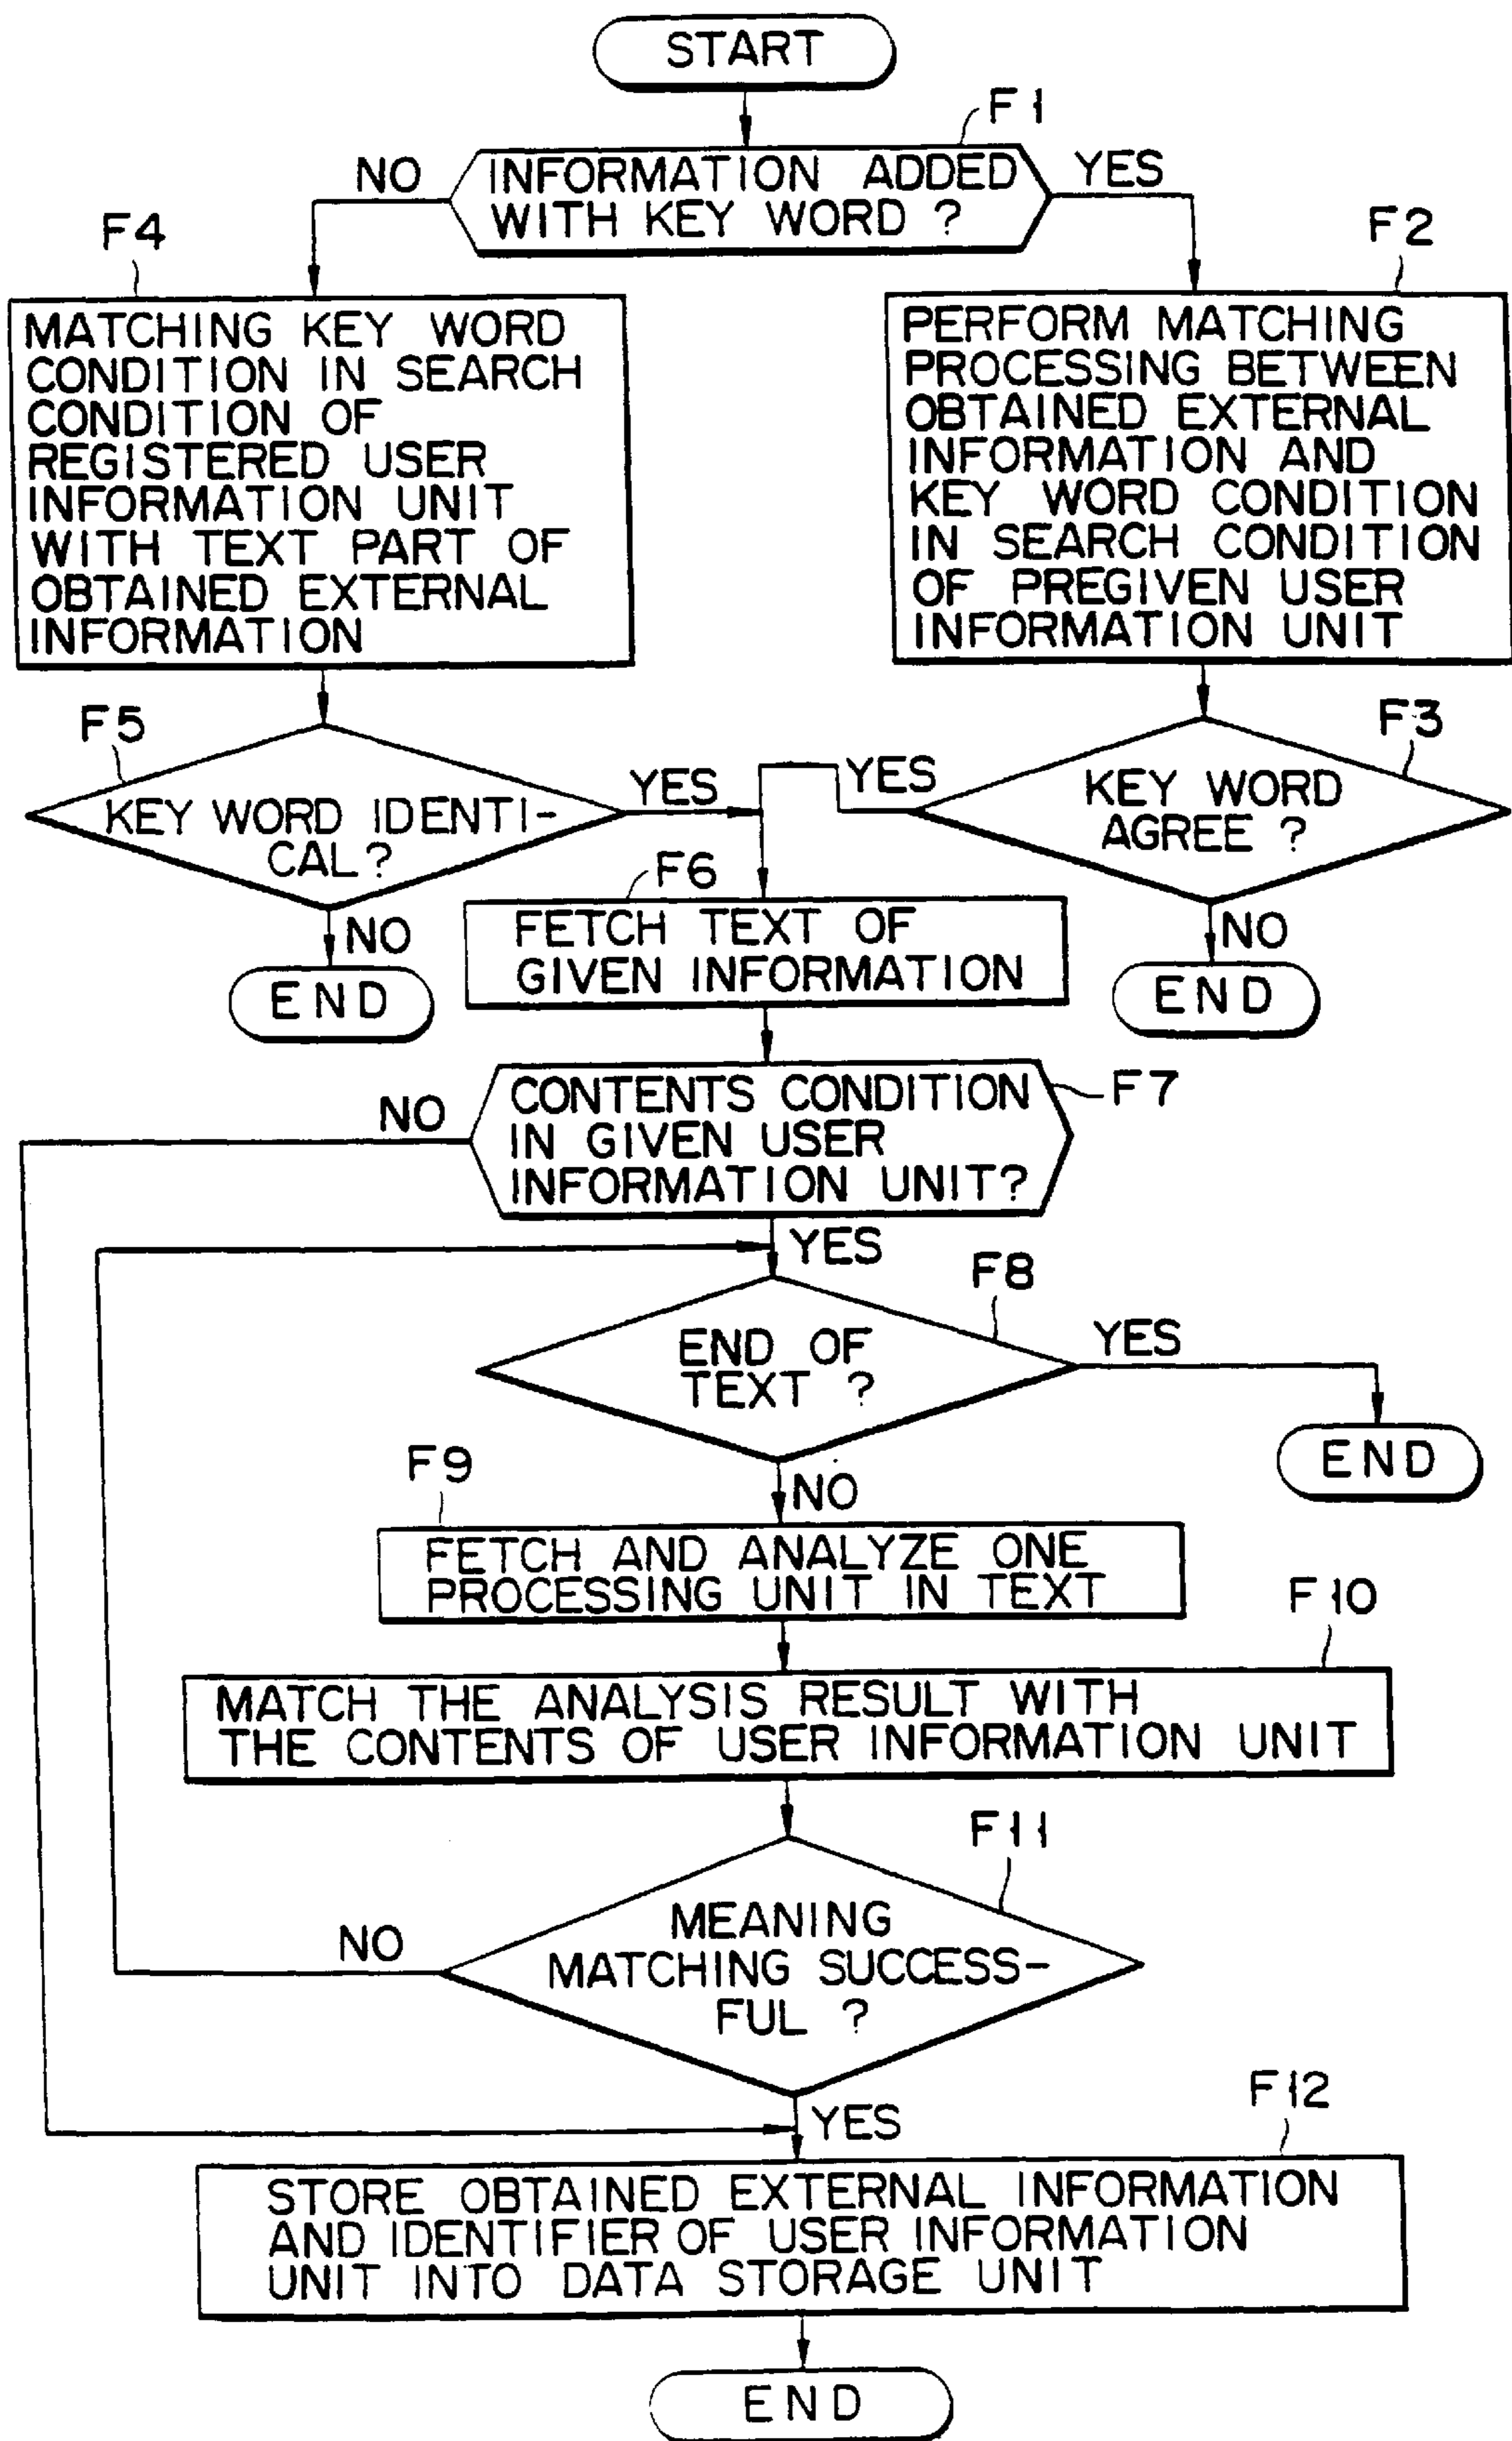 START
F1
NO
INFORMATION ADDED
WITH KEY WORD ?
YES
F4
F2
MATCHING KEY WORD
CONDITION IN SEARCH
CONDITION OF
REGISTERED USER
INFORMATION UNIT
WITH TEXT PART OF
OBTAINED EXTERNAL
INFORMATION
PERFORM MATCHING
PROCESSING BETWEEN
OBTAINED EXTERNAL
INFORMATION AND
KEY WORD CONDITION
IN SEARCH CONDITION
OF PREGIVEN USER
INFORMATION UNIT
F5
KEY WORD IDENTI-
CAL?
YES
NO
END
F3
YES
KEY WORD
AGREE ?
NO
END
F6
FETCH TEXT OF
GIVEN INFORMATION
F7
NO
CONTENTS CONDITION
IN GIVEN USER
INFORMATION UNIT?
YES
F8
END OF
TEXT ?
YES
END
NO
F9
FETCH AND ANALYZE ONE
PROCESSING UNIT IN TEXT
F10
MATCH THE ANALYSIS RESULT WITH
THE CONTENTS OF USER INFORMATION UNIT
F11
NO
MEANING
MATCHING SUCCESS-
FUL ?
YES
F12
STORE OBTAINED EXTERNAL INFORMATION
AND IDENTIFIER OF USER INFORMATION
UNIT INTO DATA STORAGE UNIT
END